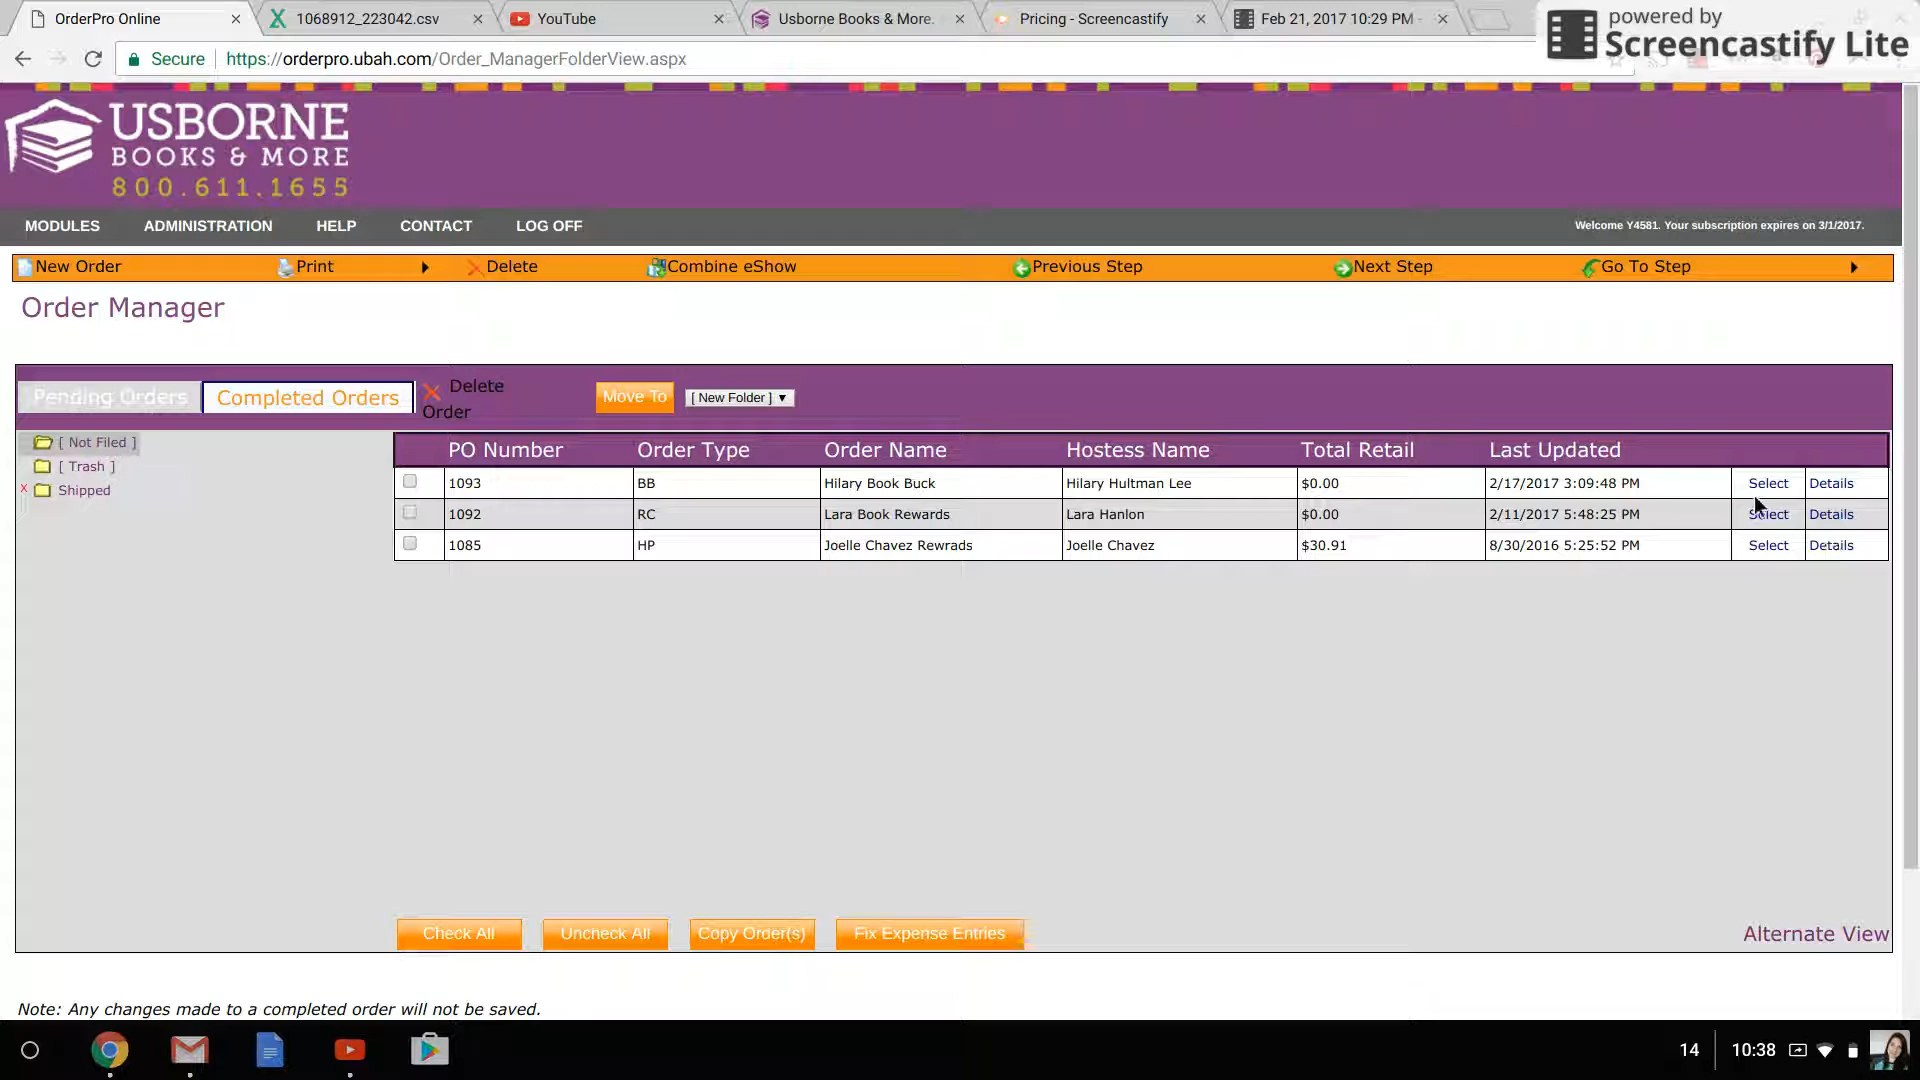 OrderPro Online
1068912_223042.csv
YouTube
Usborne Books & More.
Pricing - Screencastify
Feb 21, 2017 10:29 PM -
powered by
Screencastify Lite
Secure
https://orderpro.ubah.com/Order_ManagerFolderView.aspx
USBORNE
BOOKS & MORE
800.611.1655
MODULES ADMINISTRATION HELP CONTACT LOG OFF
Welcome Y4581. Your subscription expires on 3/1/2017.
New Order Print Delete Combine eShow Previous Step Next Step Go To Step
Order Manager
Pending Orders Completed Orders
Delete
Order
Move To [ New Folder ]
[ Not Filed ]
[ Trash ]
X Shipped
PO Number Order Type Order Name Hostess Name Total Retail Last Updated
1093 BB Hilary Book Buck Hilary Hultman Lee $0.00 2/17/2017 3:09:48 PM Select Details
1092 RC Lara Book Rewards Lara Hanlon $0.00 2/11/2017 5:48:25 PM Select Details
1085 HP Joelle Chavez Rewrads Joelle Chavez $30.91 8/30/2016 5:25:52 PM Select Details
Check All Uncheck All Copy Order(s) Fix Expense Entries Alternate View
Note: Any changes made to a completed order will not be saved.
14 10:38